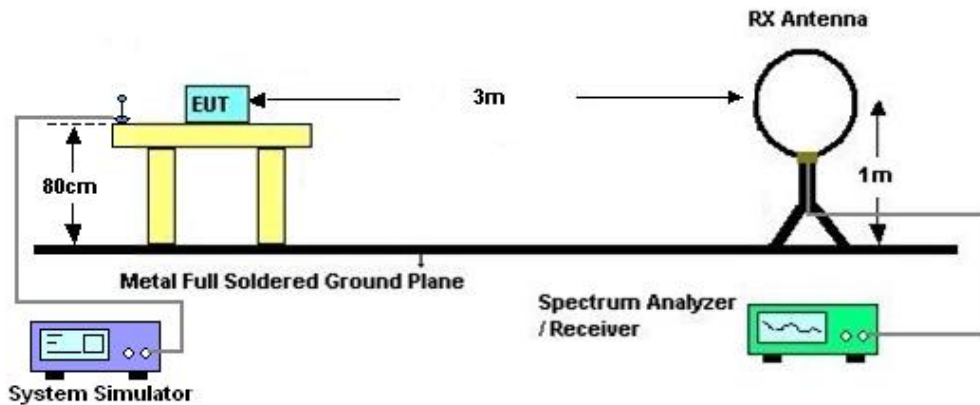 RX Antenna
3m
EUT
80cm
1m
Metal Full Soldered Ground Plane
Spectrum Analyzer
/ Receiver
System Simulator